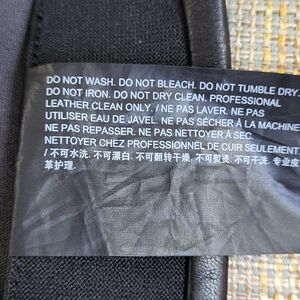 DO NOT WASH. DO NOT BLEACH. DO NOT TUMBLE DRY.
DO NOT IRON. DO NOT DRY CLEAN. PROFESSIONAL
LEATHER CLEAN ONLY. / NE PAS LAVER. NE PAS
UTILISER EAU DE JAVEL. NE PAS SÉCHER À LA MACHINE
NE PAS REPASSER. NE PAS NETTOYER À SEC.
NETTOYER CHEZ PROFESSIONNEL DE CUIR SEULEMENT.
/ 不可水洗. 不可漂白. 不可翻转干燥. 不可熨烫. 不可干洗. 专业皮
革护理.